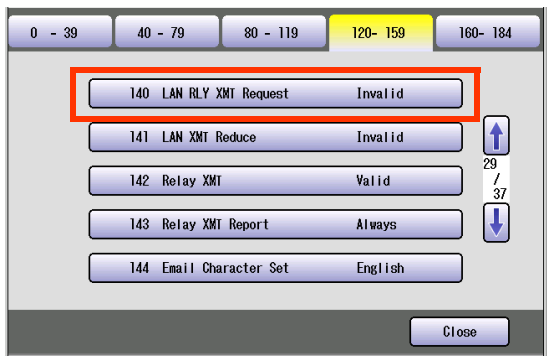 0 - 39 40 - 79 80 - 119 120- 159 160- 184
140 LAN RLY XMT Request Invalid
141 LAN XMT Reduce Invalid
142 Relay XMT Valid
143 Relay XMT Report Always
144 Email Character Set English
29
/
37
Close